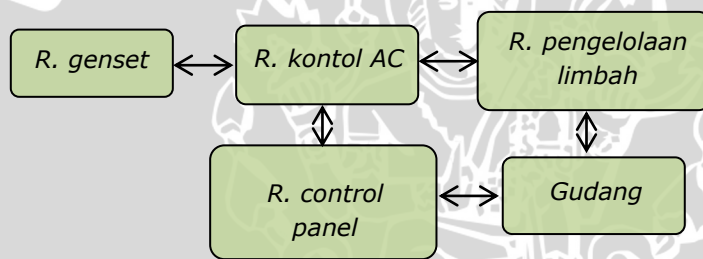 R. genset
R. kontol AC
R. pengelolaan
limbah
R. control
panel
Gudang